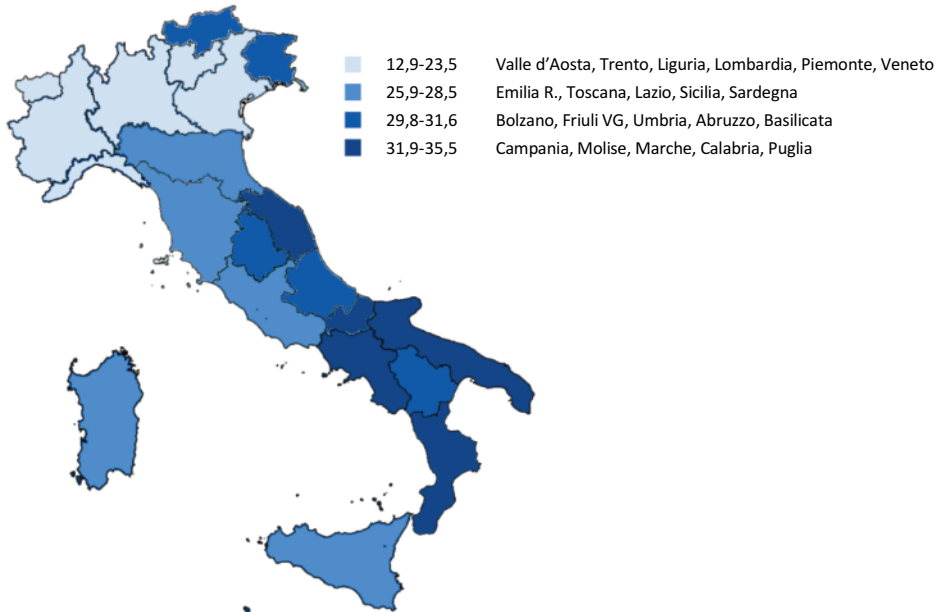 12,9-23,5 Valle d’Aosta, Trento, Liguria, Lombardia, Piemonte, Veneto
25,9-28,5 Emilia R., Toscana, Lazio, Sicilia, Sardegna
29,8-31,6 Bolzano, Friuli VG, Umbria, Abruzzo, Basilicata
31,9-35,5 Campania, Molise, Marche, Calabria, Puglia